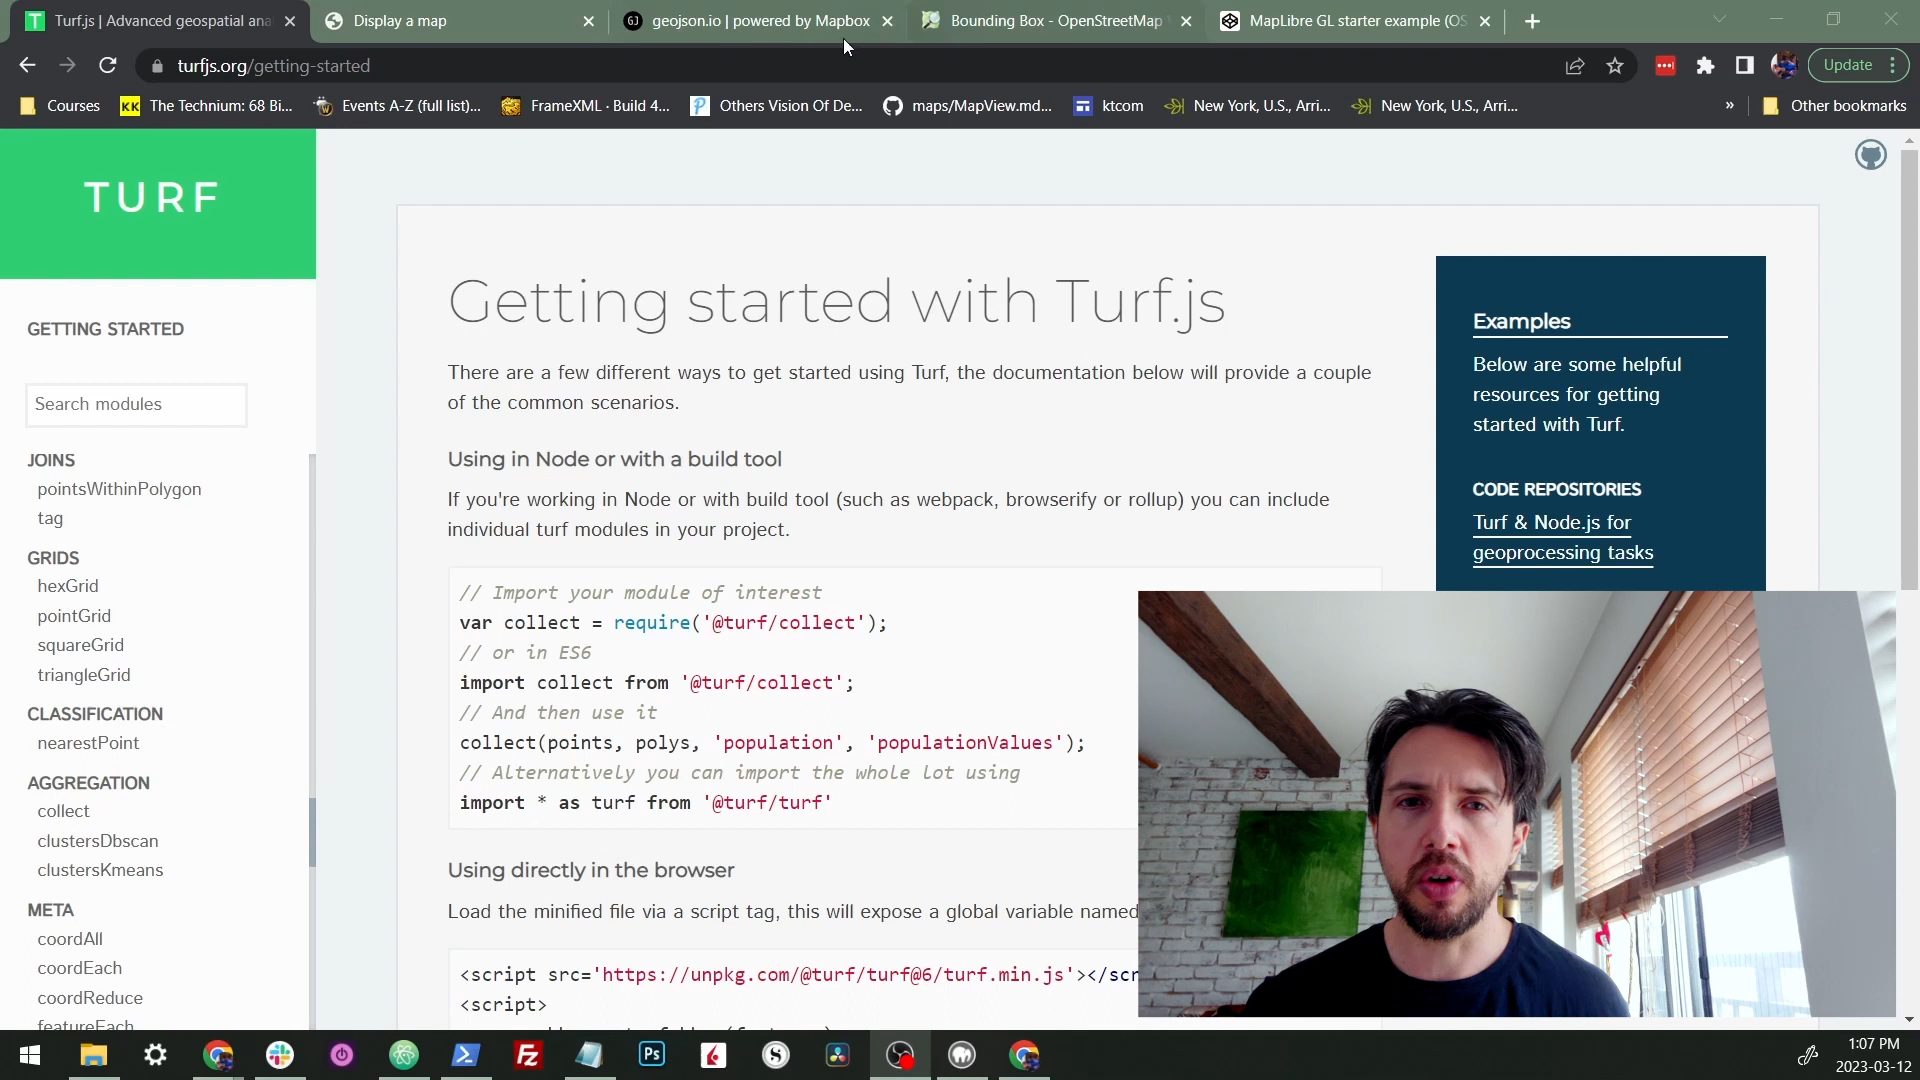 Turf.js | Advanced geospatial ana
Display a map
geojson.io | powered by Mapbox
Bounding Box - OpenStreetMap
MapLibre GL starter example (OS
turfjs.org/getting-started
Update
Courses
KK
The Technium: 68 Bi...
Events A-Z (full list)...
FrameXML · Build 4...
Others Vision Of De...
maps/MapView.md...
ktcom
New York, U.S., Arri...
New York, U.S., Arri...
»
Other bookmarks
TURF
GETTING STARTED
Search modules
JOINS
pointsWithinPolygon
tag
GRIDS
hexGrid
pointGrid
squareGrid
triangleGrid
CLASSIFICATION
nearestPoint
AGGREGATION
collect
clustersDbscan
clustersKmeans
META
coordAll
coordEach
coordReduce
featureEach
Getting started with Turf.js
There are a few different ways to get started using Turf, the documentation below will provide a couple
of the common scenarios.
Using in Node or with a build tool
If you're working in Node or with build tool (such as webpack, browserify or rollup) you can include
individual turf modules in your project.
// Import your module of interest
var collect = require('@turf/collect');
// or in ES6
import collect from '@turf/collect';
// And then use it
collect(points, polys, 'population', 'populationValues');
// Alternatively you can import the whole lot using
import * as turf from '@turf/turf'
Using directly in the browser
Load the minified file via a script tag, this will expose a global variable named
<script src='https://unpkg.com/@turf/turf@6/turf.min.js'></scr
<script>
Examples
Below are some helpful
resources for getting
started with Turf.
CODE REPOSITORIES
Turf & Node.js for
geoprocessing tasks
Fz
Ps
1:07 PM
2023-03-12